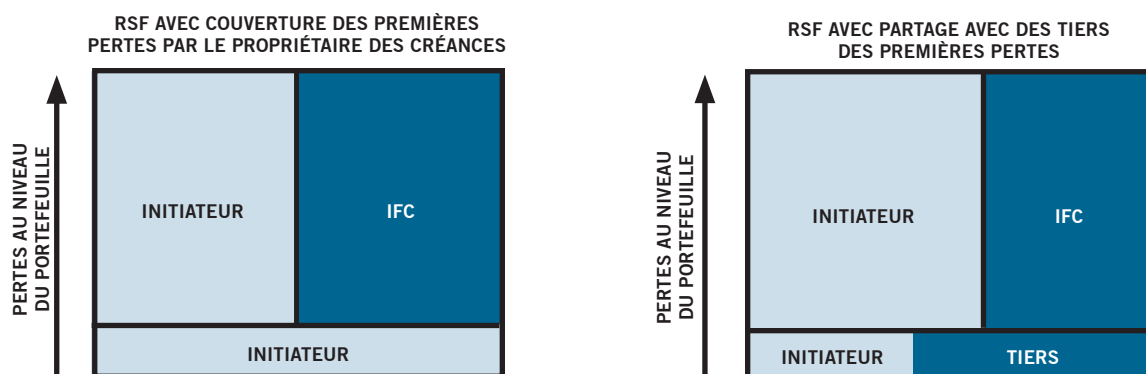 RSF AVEC COUVERTURE DES PREMIÈRES
PERTES PAR LE PROPRIÉTAIRE DES CRÉANCES
PERTES AU NIVEAU
DU PORTEFEUILLE
INITIATEUR
IFC
INITIATEUR
RSF AVEC PARTAGE AVEC DES TIERS
DES PREMIÈRES PERTES
PERTES AU NIVEAU
DU PORTEFEUILLE
INITIATEUR
IFC
INITIATEUR
TIERS